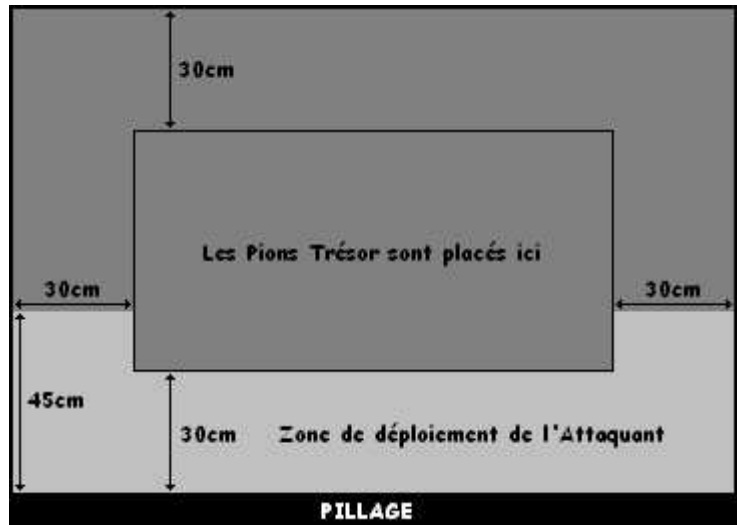 30cm
Les Pions Trésor sont placés ici
30cm
30cm
45cm
30cm
Zone de déploiement de l'Attaquant
PILLAGE